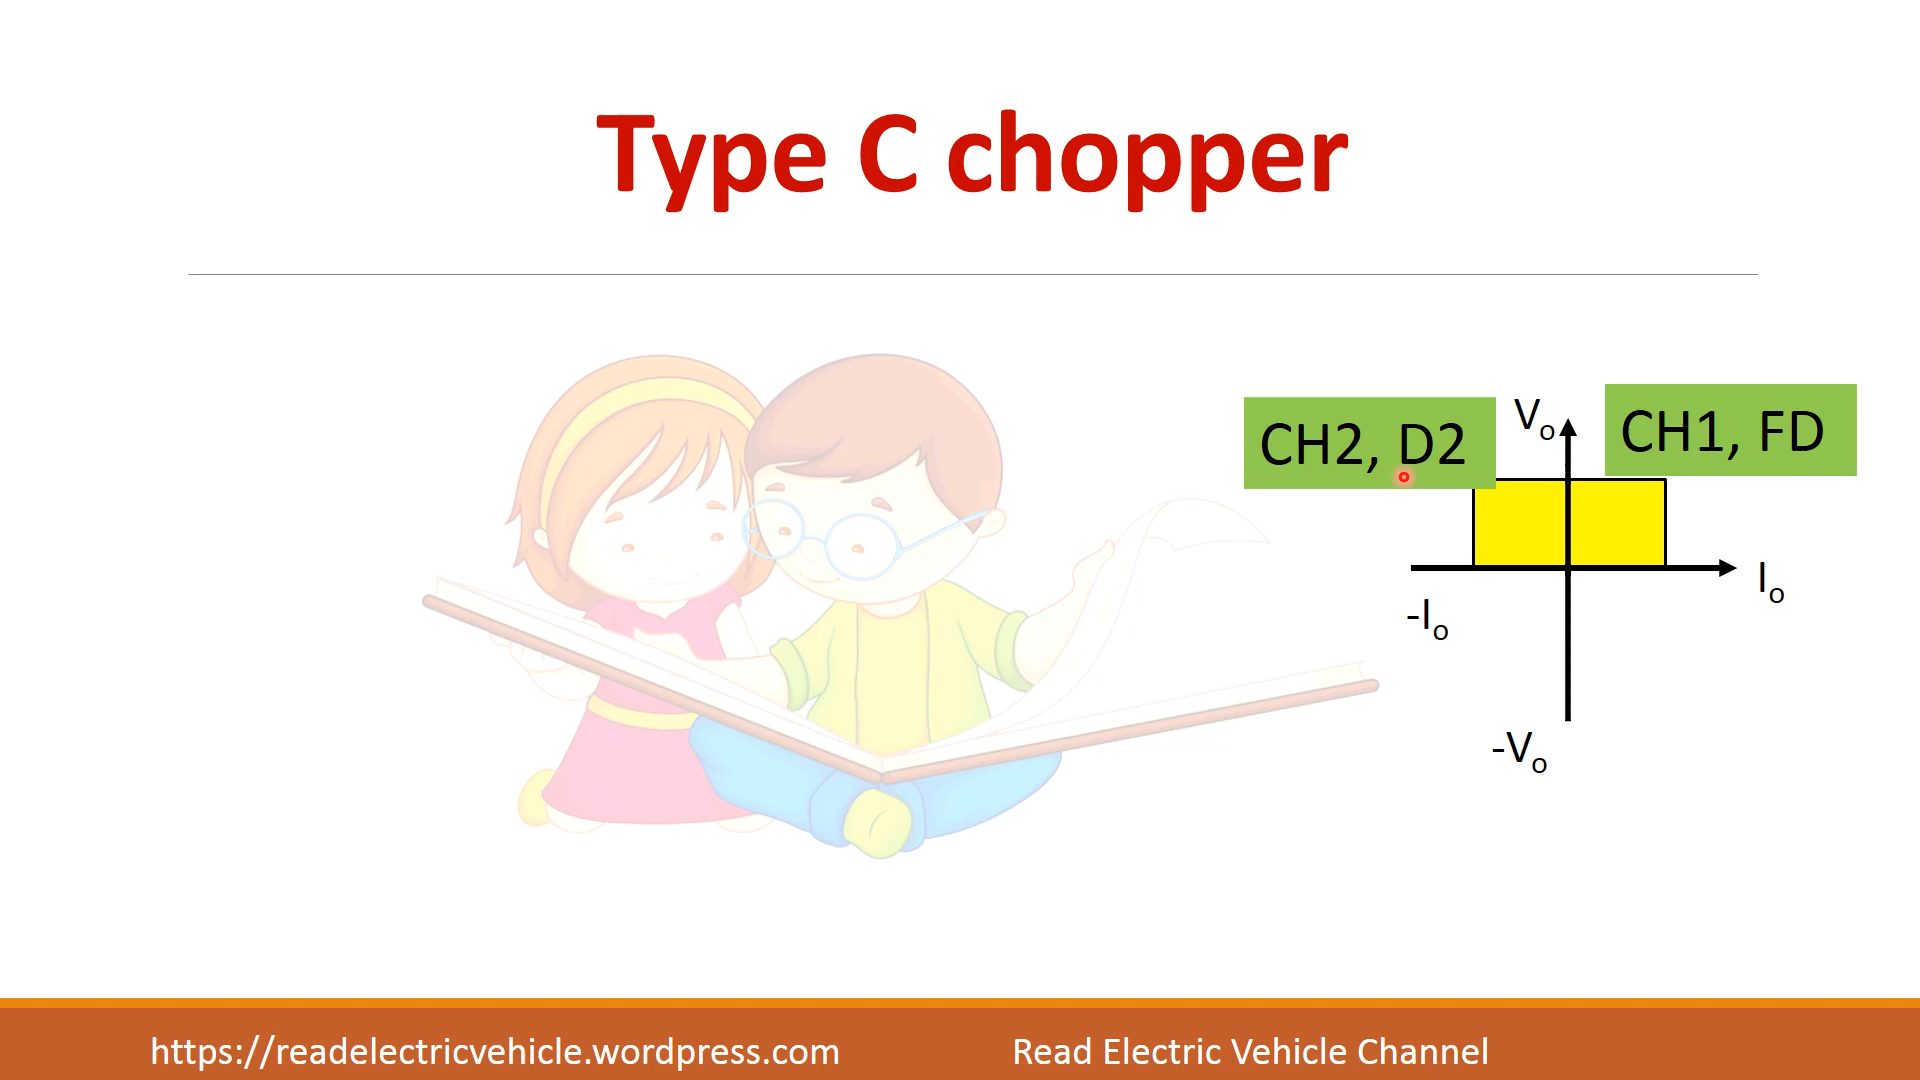 Type C chopper
CH2, D2
Vo
CH1, FD
Io
-Io
-Vo
https://readelectricvehicle.wordpress.com
Read Electric Vehicle Channel